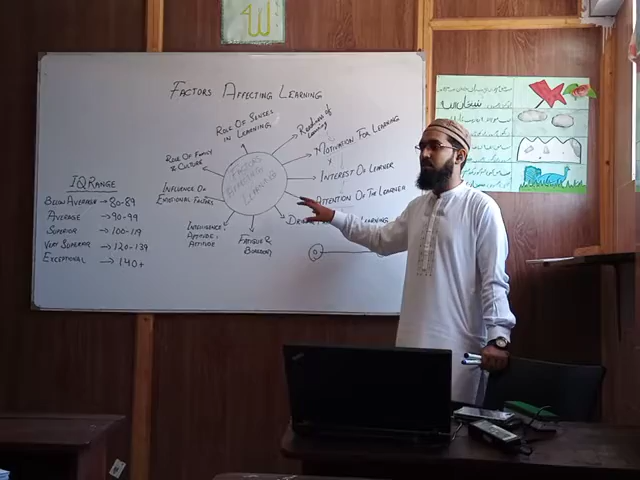 الله
FACTORS AFFECTING LEARNING
ROLE OF SENSES
IN LEARNING
Readiness of
Learning
MOTIVATION FOR LEARNING
INTEREST OF LEARNER
ATTENTION OF THE LEARNER
LEARNING
FATIGUE &
BOREDOM
INTELLIGENCE,
APTITUDE,
ATTITUDE
INFLUENCE OF
EMOTIONAL FACTORS
ROLE OF FAMILY
& CULTURE
FACTORS
AFFECTING
LEARNING
IQ RANGE
BELOW AVERAGE → 80-89
AVERAGE → 90-99
SUPERIOR → 100-119
VERY SUPERIOR → 120-139
EXCEPTIONAL → 140+